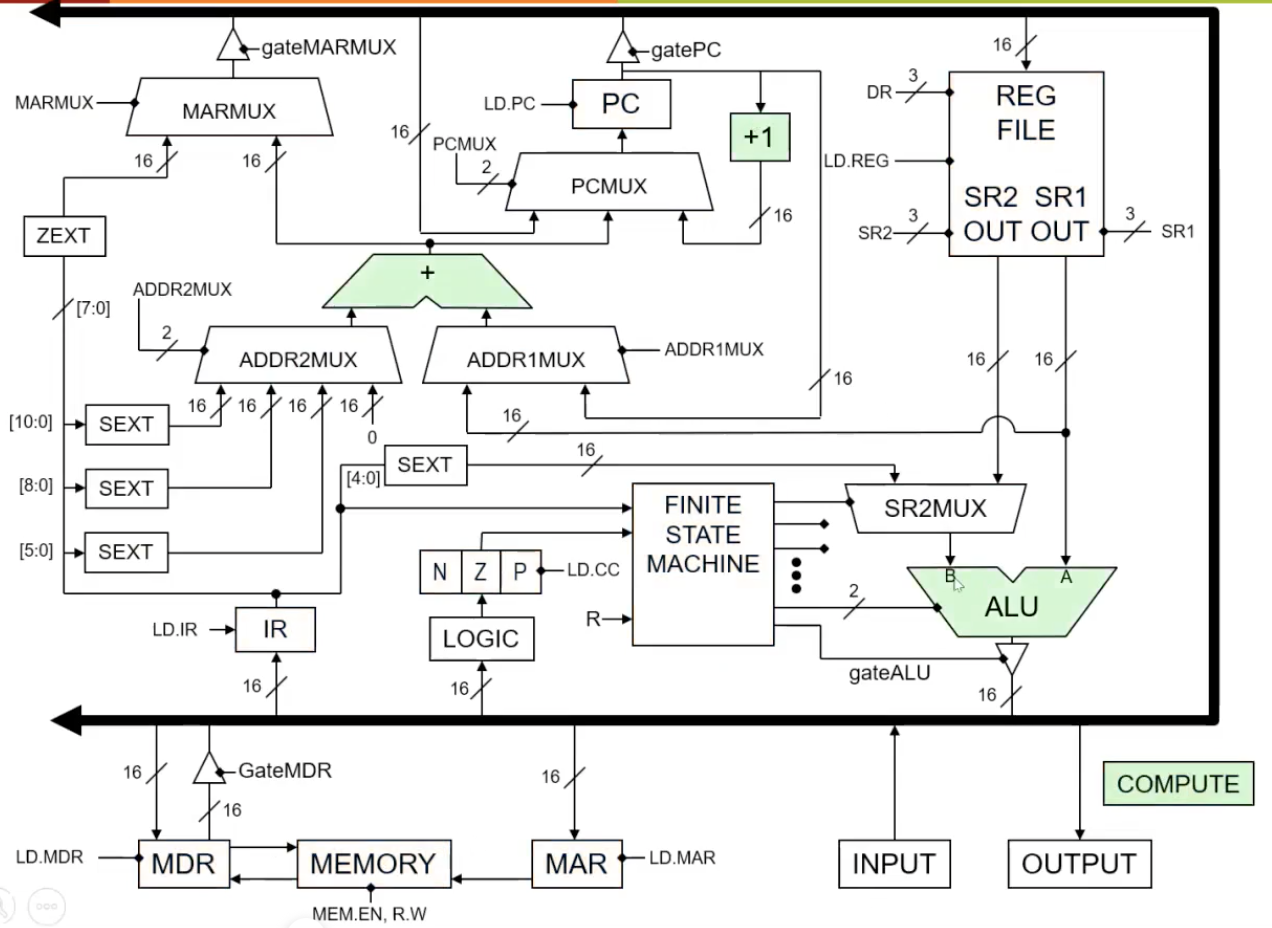 gateMARMUX
gatePC
16
MARMUX
MARMUX
LD.PC
PC
+1
DR
3
REG
FILE
16
16
16
PCMUX
2
PCMUX
LD.REG
ZEXT
16
SR2
3
SR2 SR1
OUT OUT
3
SR1
+
[7:0]
ADDR2MUX
2
ADDR2MUX
ADDR1MUX
ADDR1MUX
16
16
16
[10:0]
SEXT
16
16
16
16
0
16
[4:0]
SEXT
16
[8:0]
SEXT
FINITE
STATE
MACHINE
SR2MUX
[5:0]
SEXT
N
Z
P
LD.CC
B
A
ALU
2
R
LD.IR
IR
LOGIC
gateALU
16
16
16
16
GateMDR
16
16
COMPUTE
LD.MDR
MDR
MEMORY
MAR
LD.MAR
INPUT
OUTPUT
MEM.EN, R.W